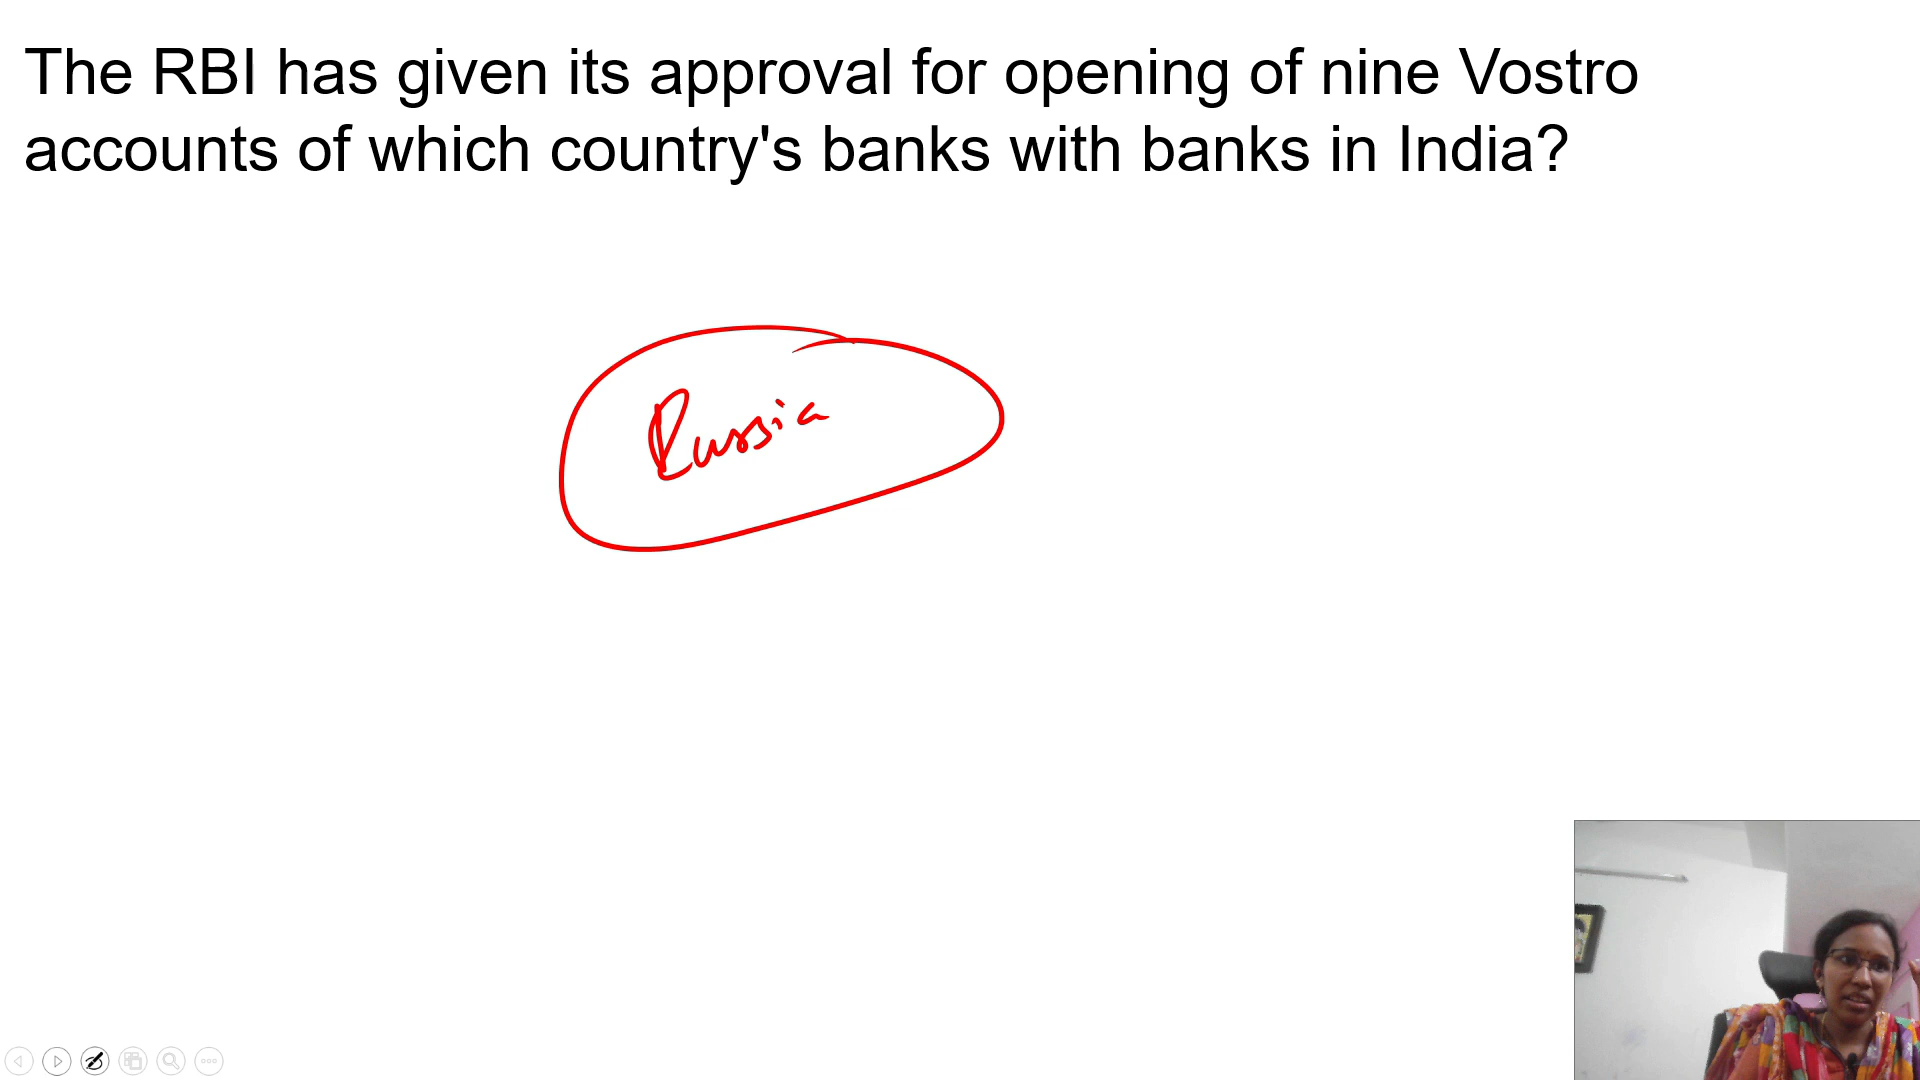 The RBI has given its approval for opening of nine Vostro
accounts of which country's banks with banks in India?
Russia